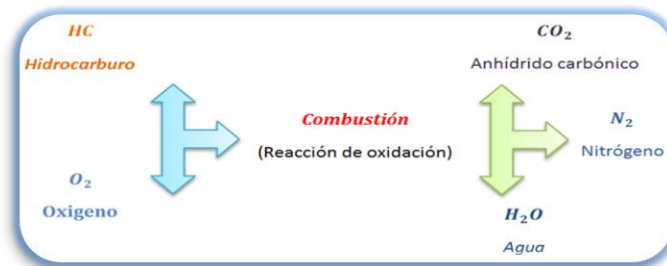 HC
Hidrocarburo
O₂
Oxigeno
Combustión
(Reacción de oxidación)
CO₂
Anhídrido carbónico
N₂
Nitrógeno
H₂O
Agua